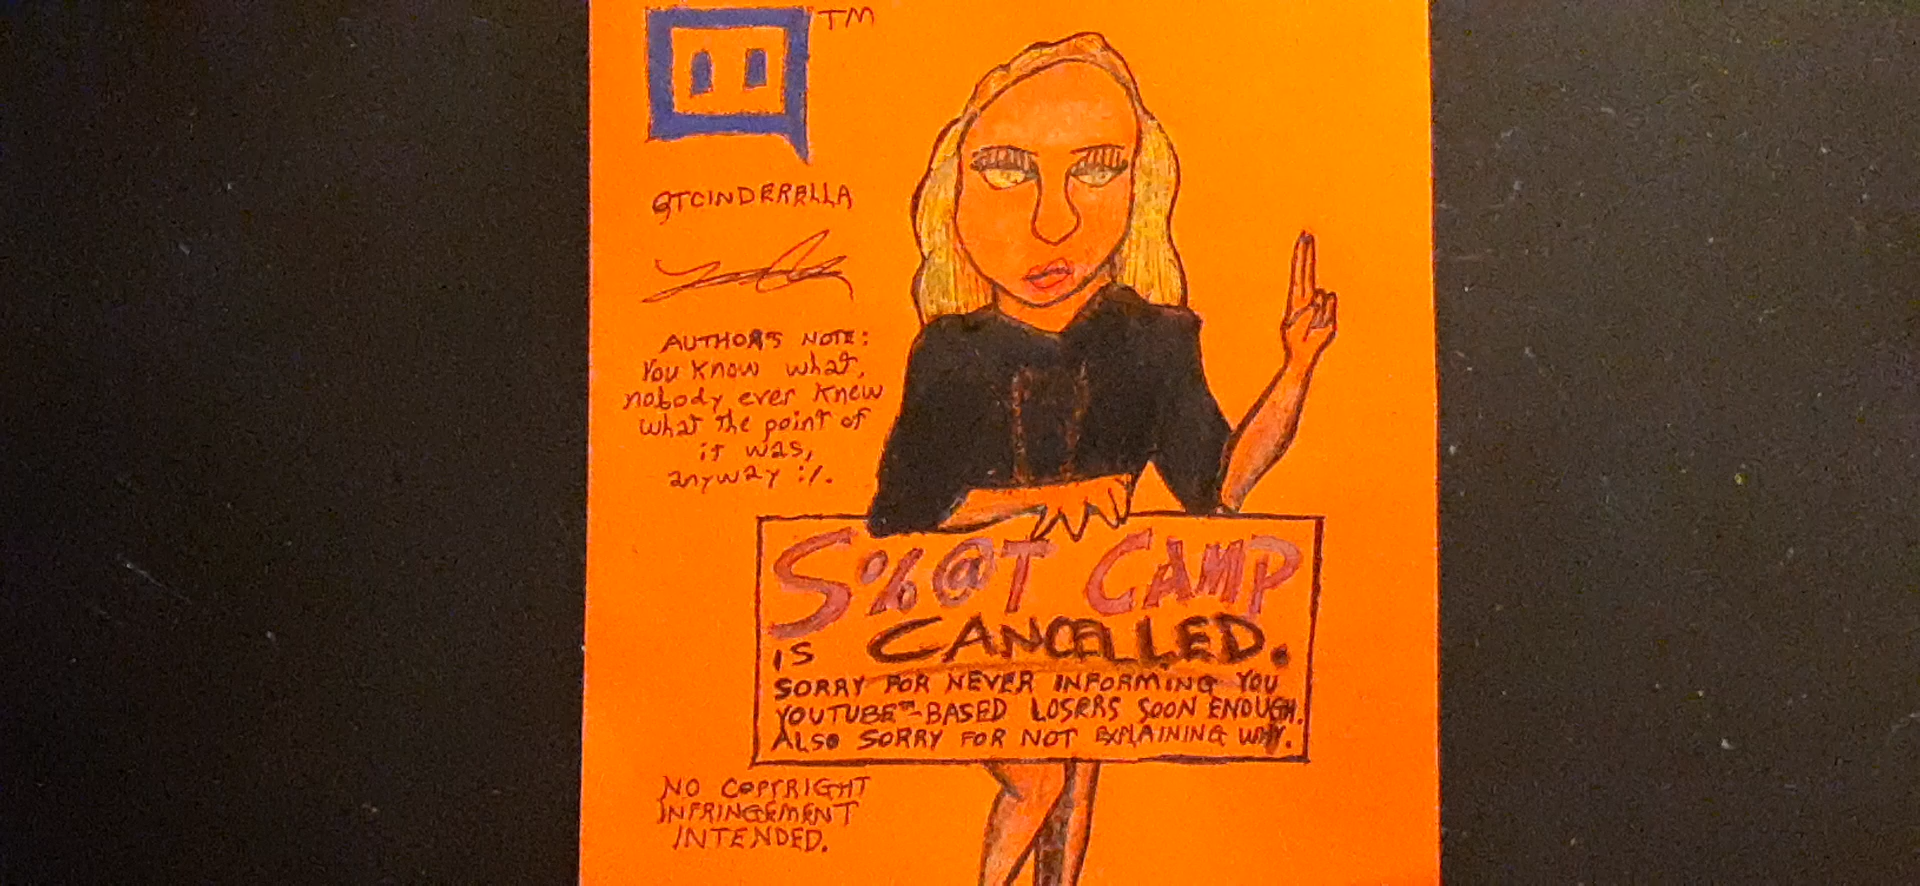 TM
QTCINDERELLA
AUTHOR'S NOTE:
You know what,
nobody ever knew
what the point of
it was,
anyway :/.
S%@T CAMP
IS CANCELLED.
SORRY FOR NEVER INFORMING YOU
YOUTUBE™-BASED LOSERS SOON ENOUGH.
ALSO SORRY FOR NOT EXPLAINING WHY.
NO COPYRIGHT
INFRINGEMENT
INTENDED.